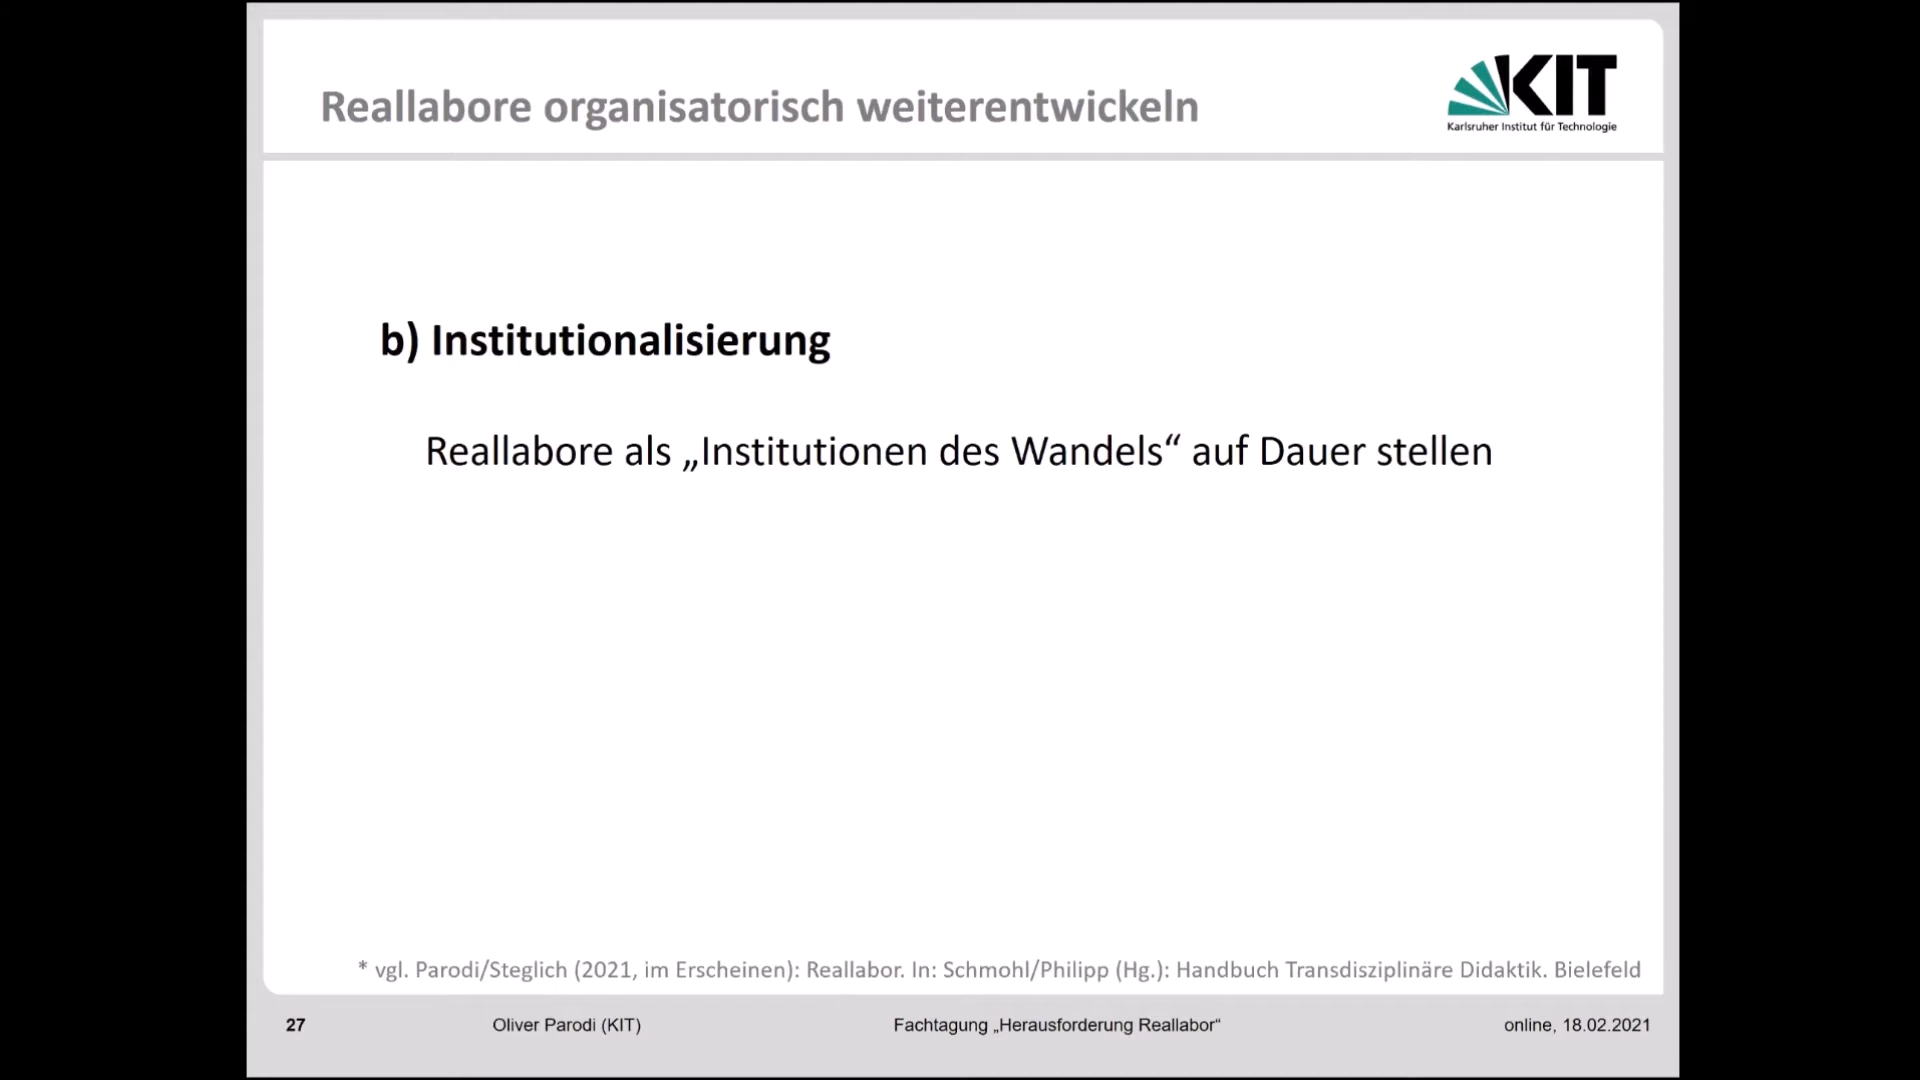 Reallabore organisatorisch weiterentwickeln
KIT
Karlsruher Institut für Technologie
b) Institutionalisierung
Reallabore als „Institutionen des Wandels“ auf Dauer stellen
* vgl. Parodi/Steglich (2021, im Erscheinen): Reallabor. In: Schmohl/Philipp (Hg.): Handbuch Transdisziplinäre Didaktik. Bielefeld
27 Oliver Parodi (KIT) Fachtagung „Herausforderung Reallabor“ online, 18.02.2021